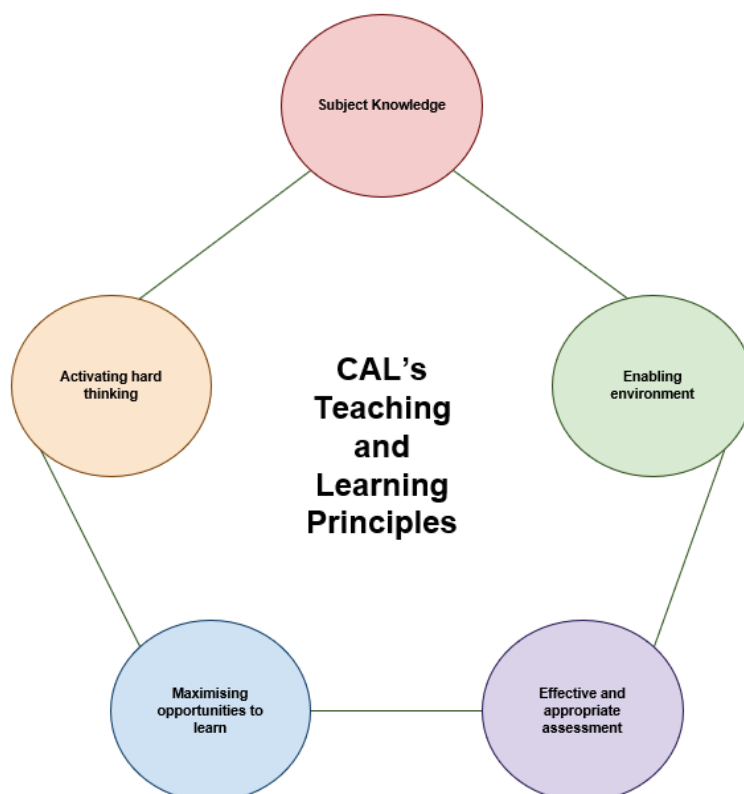 Subject Knowledge
Activating hard
thinking
CAL’s
Teaching
and
Learning
Principles
Enabling
environment
Maximising
opportunities to
learn
Effective and
appropriate
assessment